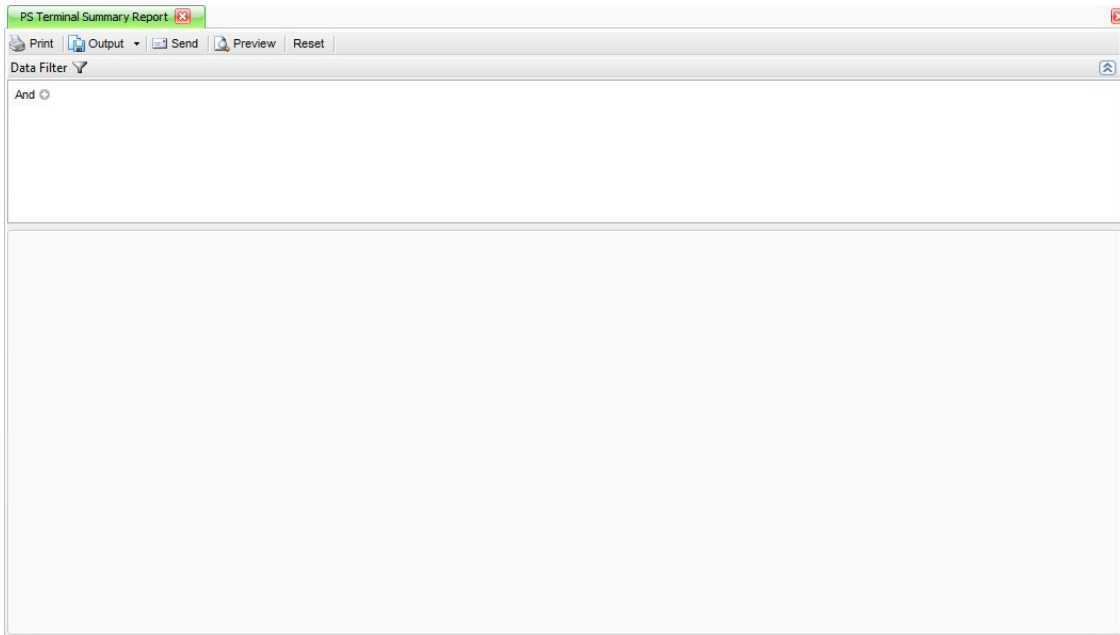 PS Terminal Summary Report
Print Output Send Preview Reset
Data Filter
And